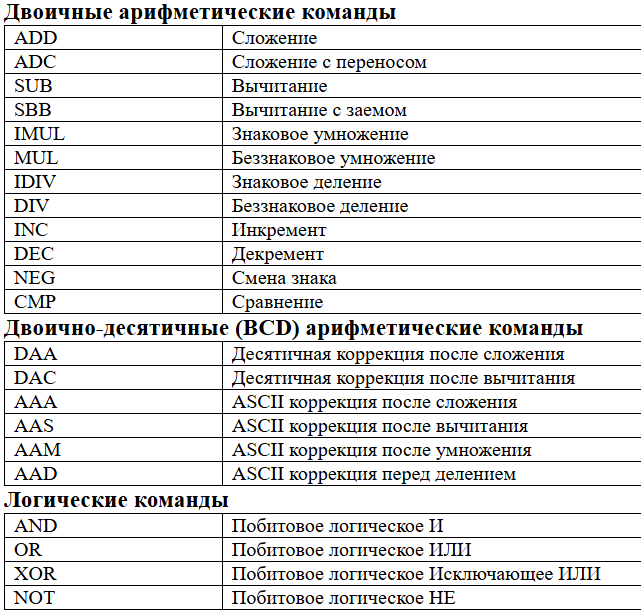 Двоичные арифметические команды
ADD Сложение
ADC Сложение с переносом
SUB Вычитание
SBB Вычитание с заемом
IMUL Знаковое умножение
MUL Беззнаковое умножение
IDIV Знаковое деление
DIV Беззнаковое деление
INC Инкремент
DEC Декремент
NEG Смена знака
CMP Сравнение
Двоично-десятичные (BCD) арифметические команды
DAA Десятичная коррекция после сложения
DAC Десятичная коррекция после вычитания
AAA ASCII коррекция после сложения
AAS ASCII коррекция после вычитания
AAM ASCII коррекция после умножения
AAD ASCII коррекция перед делением
Логические команды
AND Побитовое логическое И
OR Побитовое логическое ИЛИ
XOR Побитовое логическое Исключающее ИЛИ
NOT Побитовое логическое НЕ